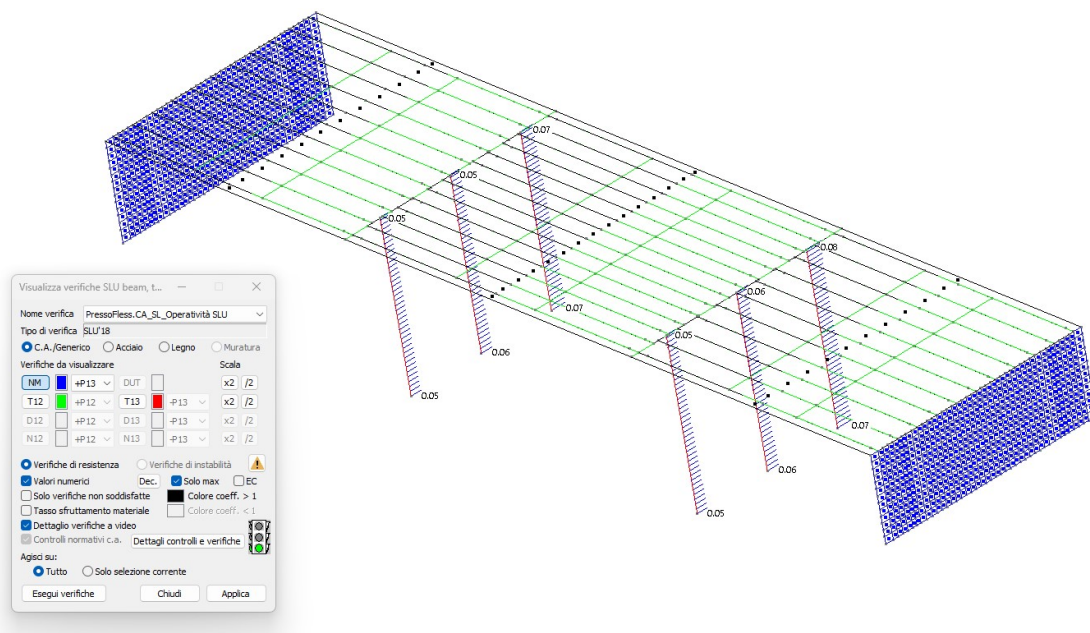 0.07
0.05
0.05
0.08
0.06
0.05
0.07
0.06
0.05
0.07
0.06
0.05
Visualizza verifiche SLU beam, t...
Nome verifica PressoFless.CA_SL_Operatività SLU
Tipo di verifica SLU'18
C.A./Generico Acciaio Legno Muratura
Verifiche da visualizzare Scala
NM +P13 DUT x2 /2
T12 +P12 T13 -P13 x2 /2
D12 +P12 D13 -P13 x2 /2
N12 +P12 N13 -P13 x2 /2
Verifiche di resistenza Verifiche di instabilità
Valori numerici Dec. Solo max EC
Solo verifiche non soddisfatte Colore coeff. > 1
Tasso sfruttamento materiale Colore coeff. < 1
Dettaglio verifiche a video
Controlli normativi c.a. Dettagli controlli e verifiche
Agisci su:
Tutto Solo selezione corrente
Esegui verifiche Chiudi Applica